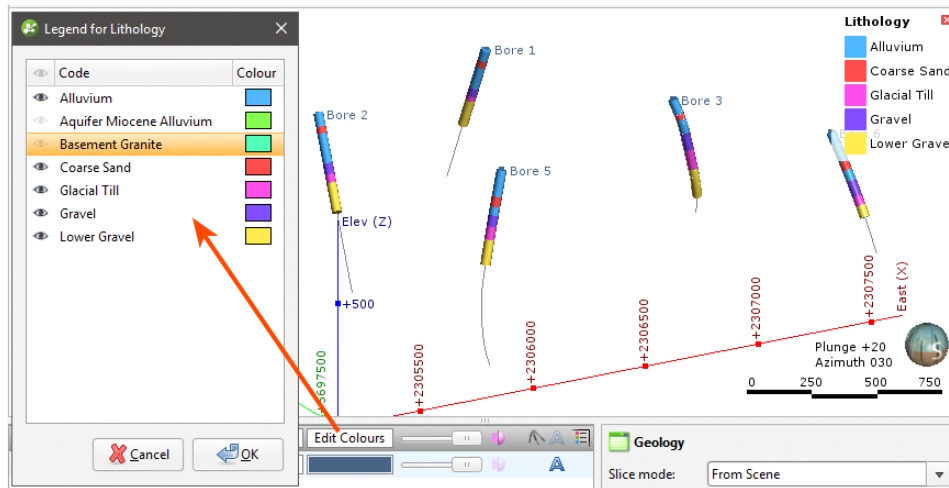 Legend for Lithology
Code Colour
Alluvium
Aquifer Miocene Alluvium
Basement Granite
Coarse Sand
Glacial Till
Gravel
Lower Gravel
Cancel OK
Bore 1
Bore 2
Bore 3
Bore 5
6
Elev (Z)
+500
Lithology
Alluvium
Coarse Sand
Glacial Till
Gravel
Lower Gravel
+2305500
+2306000
+2306500
+2307000
+2307500
East (X)
Plunge +20
Azimuth 030
0 250 500 750
Edit Colours
A
A
Geology
Slice mode: From Scene